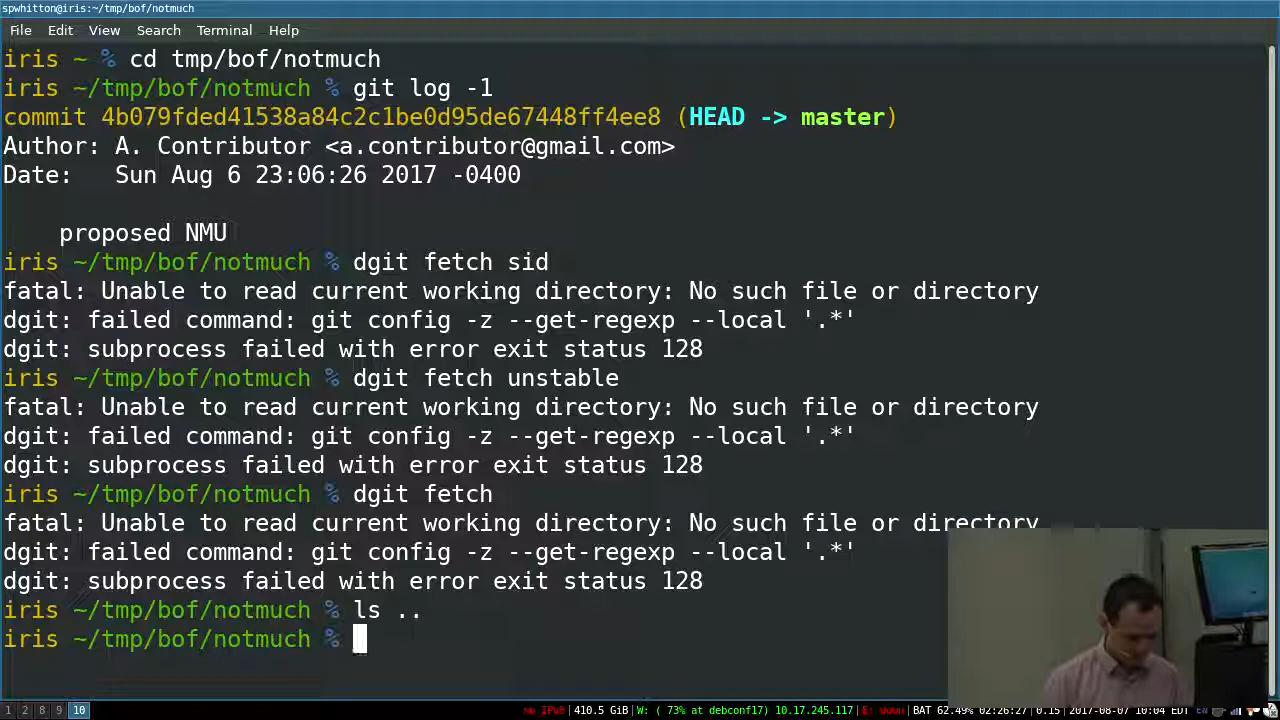 spwhitton@iris:~/tmp/bof/notmuch
File Edit View Search Terminal Help
iris ~ % cd tmp/bof/notmuch
iris ~/tmp/bof/notmuch % git log -1
commit 4b079fded41538a84c2c1be0d95de67448ff4ee8 (HEAD -> master)
Author: A. Contributor <a.contributor@gmail.com>
Date:   Sun Aug 6 23:06:26 2017 -0400
    proposed NMU
iris ~/tmp/bof/notmuch % dgit fetch sid
fatal: Unable to read current working directory: No such file or directory
dgit: failed command: git config -z --get-regexp --local '.*'
dgit: subprocess failed with error exit status 128
iris ~/tmp/bof/notmuch % dgit fetch unstable
fatal: Unable to read current working directory: No such file or directory
dgit: failed command: git config -z --get-regexp --local '.*'
dgit: subprocess failed with error exit status 128
iris ~/tmp/bof/notmuch % dgit fetch
fatal: Unable to read current working directory: No such file or directory
dgit: failed command: git config -z --get-regexp --local '.*'
dgit: subprocess failed with error exit status 128
iris ~/tmp/bof/notmuch % ls ..
iris ~/tmp/bof/notmuch %
1 2 8 9 10 no IPv6|410.5 GiB|W: ( 73% at debconf17) 10.17.245.117|E: down|BAT 62.49% 02:26:27|0.15|2017-08-07 10:04 EDT